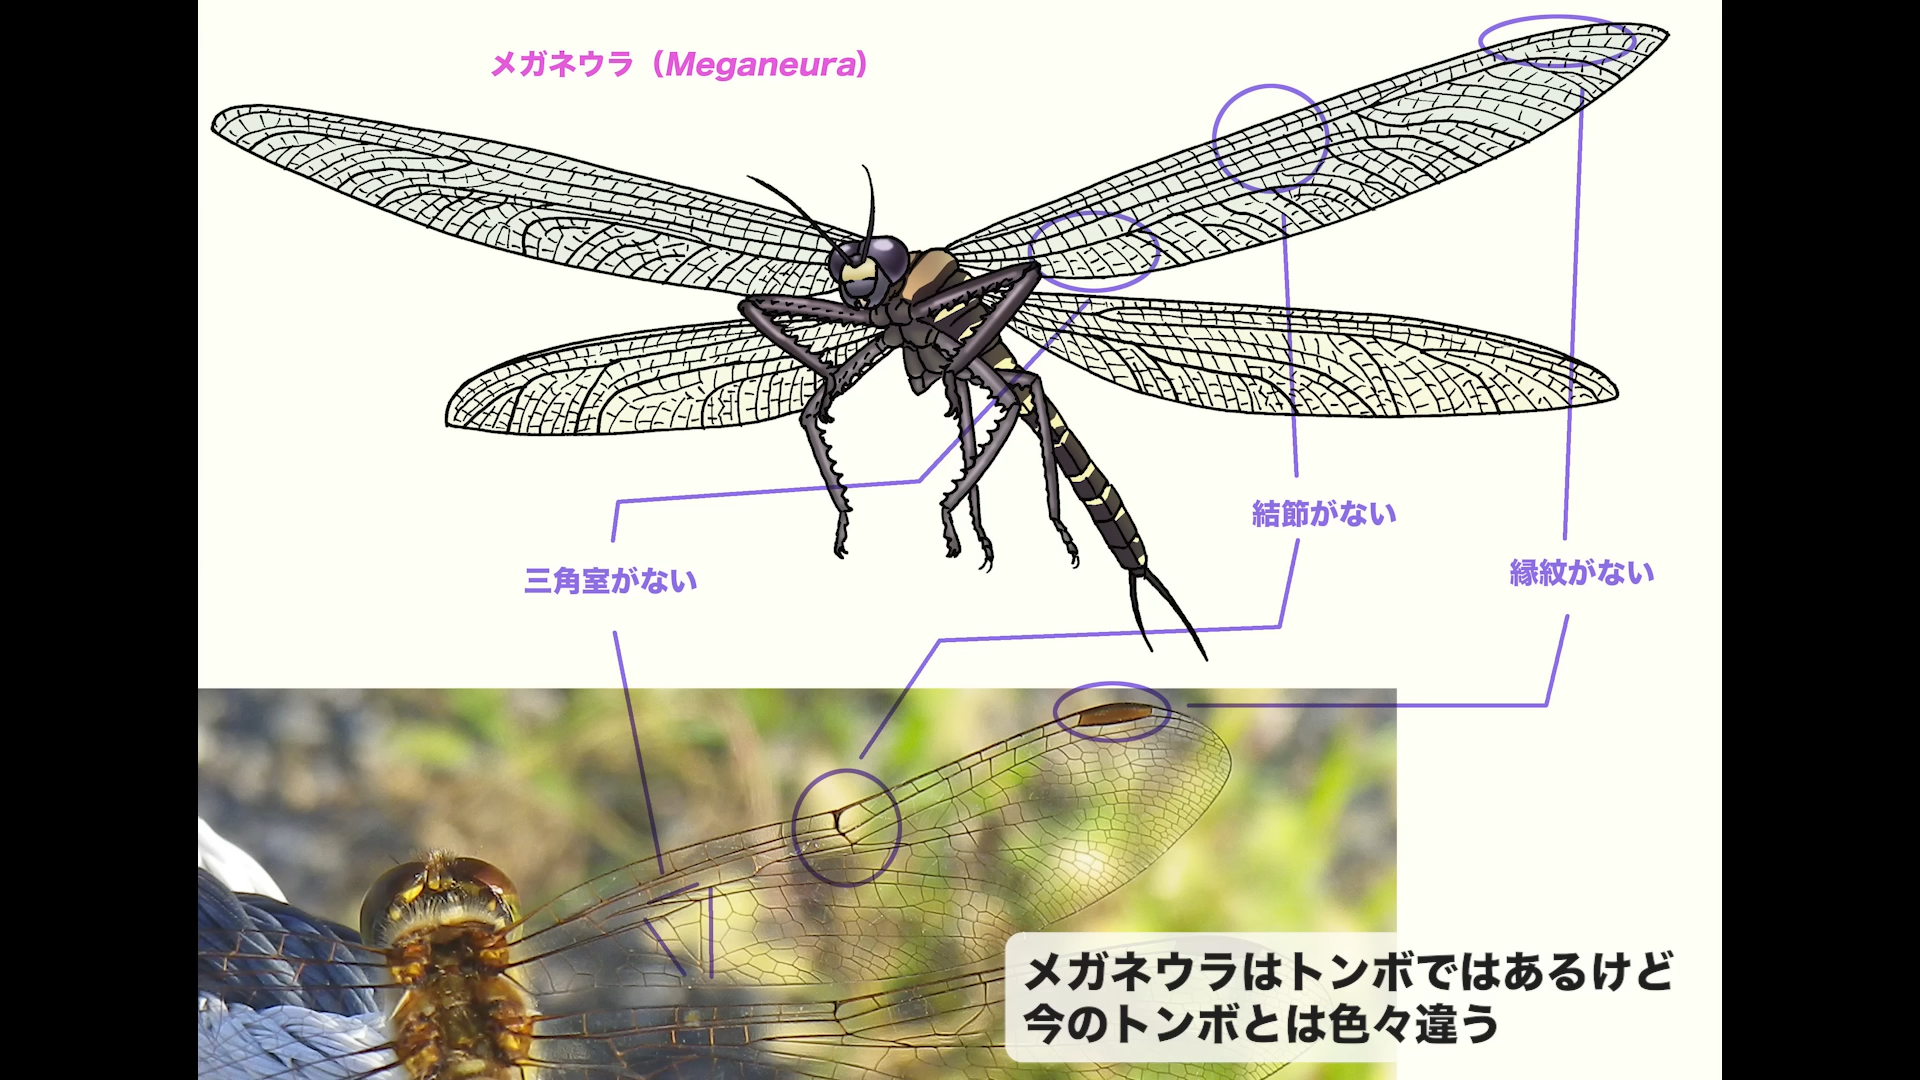 メガネウラ（Meganeura）
結節がない
縁紋がない
三角室がない
メガネウラはトンボではあるけど
今のトンボとは色々違う